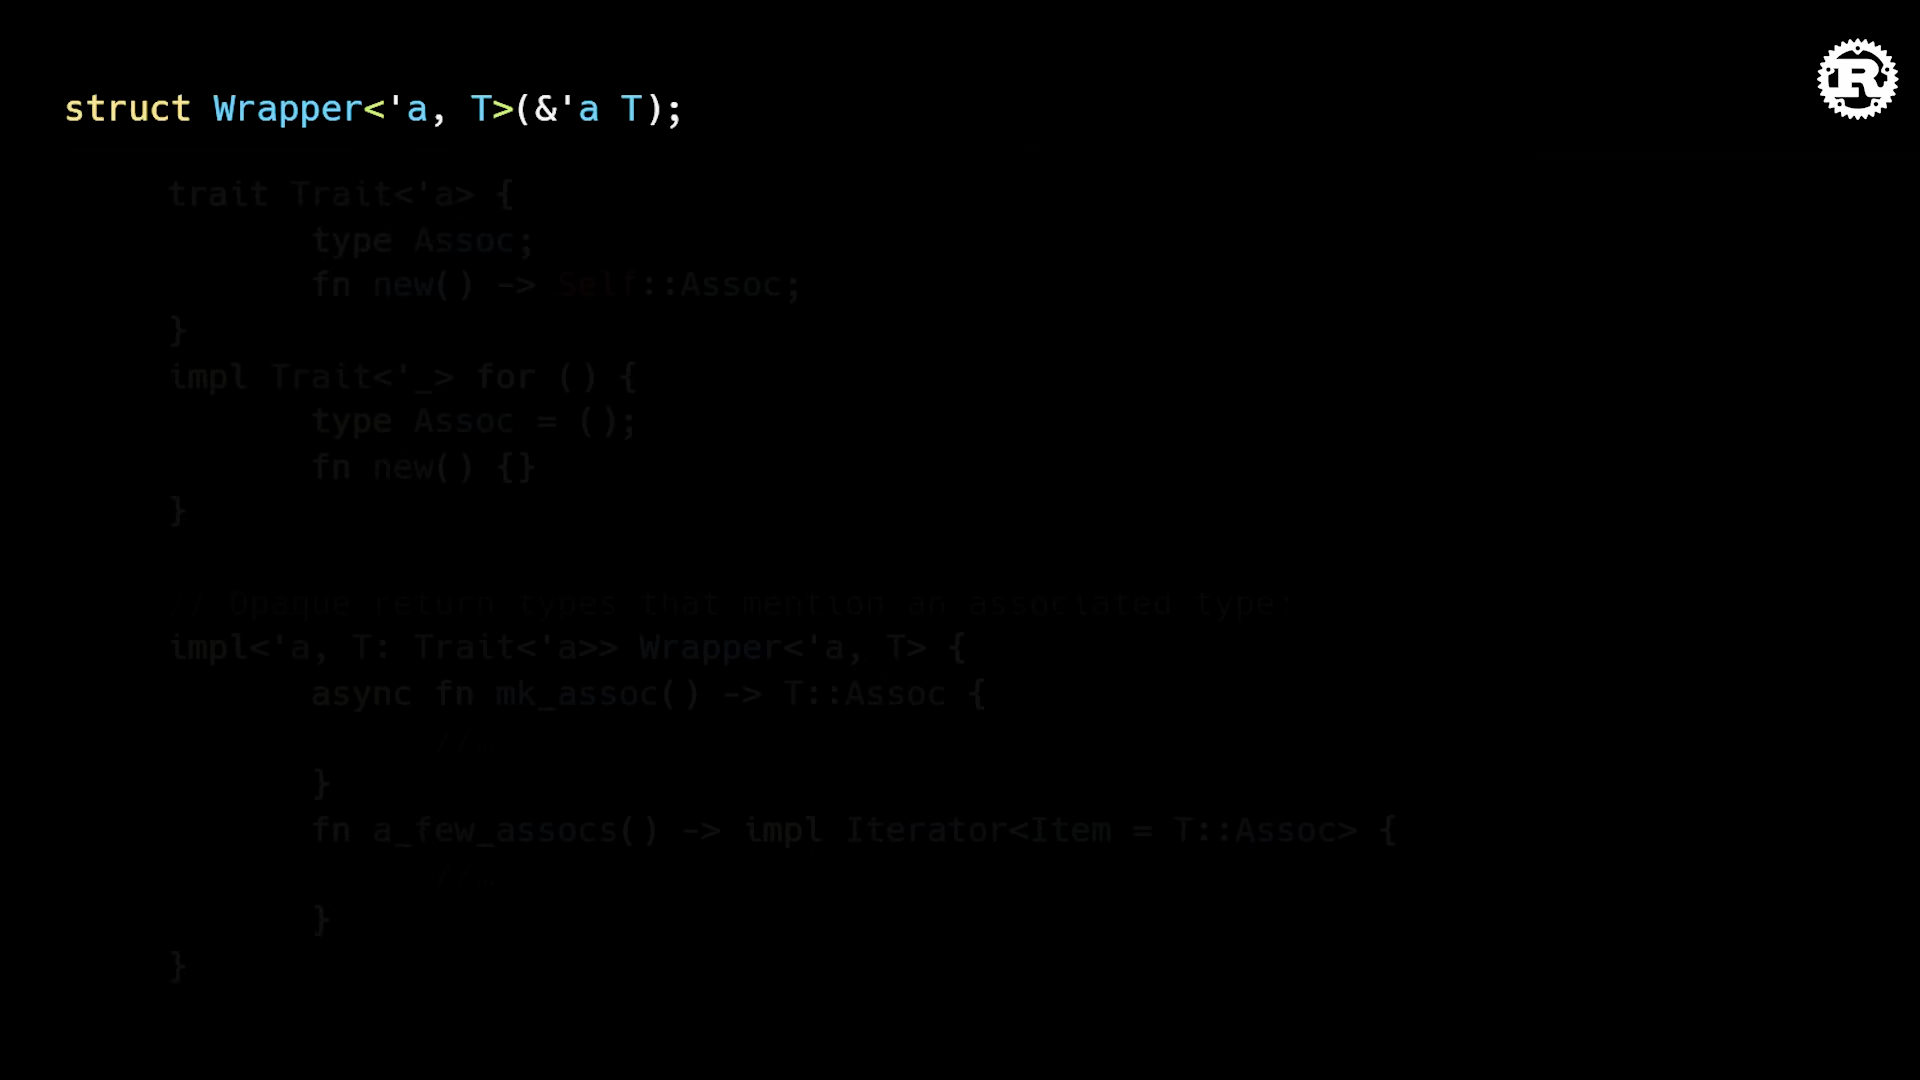 struct Wrapper<'a, T>(&'a T);
trait Trait<'a> {
type Assoc;
fn new() -> Self::Assoc;
}
impl Trait<'_> for () {
type Assoc = ();
fn new() {}
}
// Opaque return types that mention an associated type:
impl<'a, T: Trait<'a>> Wrapper<'a, T> {
async fn mk_assoc() -> T::Assoc {
//…
}
fn a_few_assocs() -> impl Iterator<Item = T::Assoc> {
//…
}
}
R